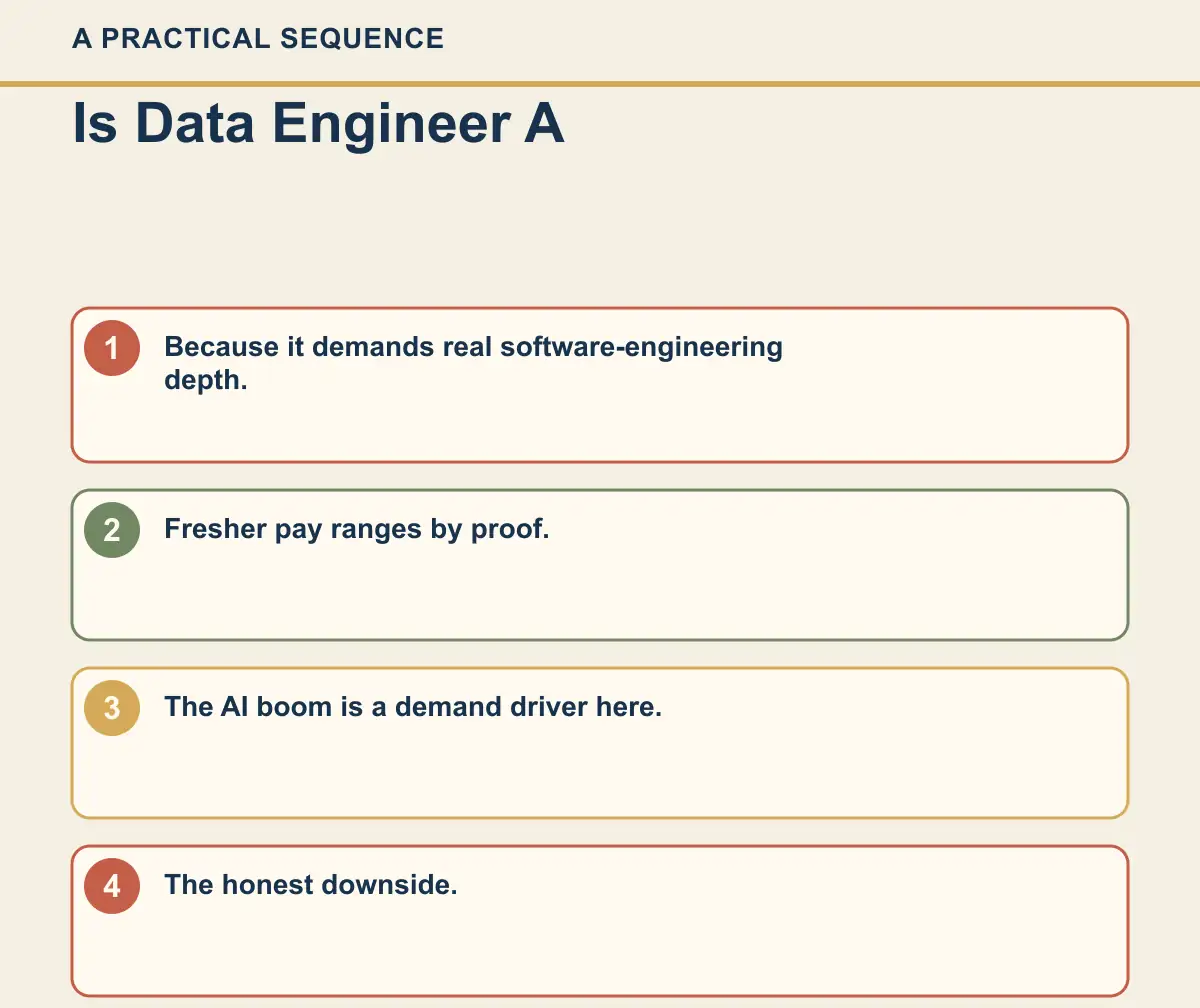 A PRACTICAL SEQUENCE
Is Data Engineer A
1
Because it demands real software-engineering
depth.
2
Fresher pay ranges by proof.
3
The AI boom is a demand driver here.
4
The honest downside.